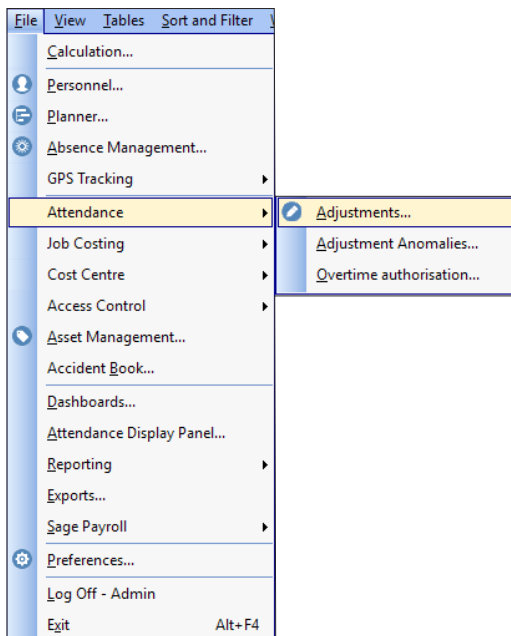 File View Tables Sort and Filter
Calculation...
Personnel...
Planner...
Absence Management...
GPS Tracking
Attendance
Adjustments...
Job Costing
Adjustment Anomalies...
Cost Centre
Overtime authorisation...
Access Control
Asset Management...
Accident Book...
Dashboards...
Attendance Display Panel...
Reporting
Exports...
Sage Payroll
Preferences...
Log Off - Admin
Exit Alt+F4